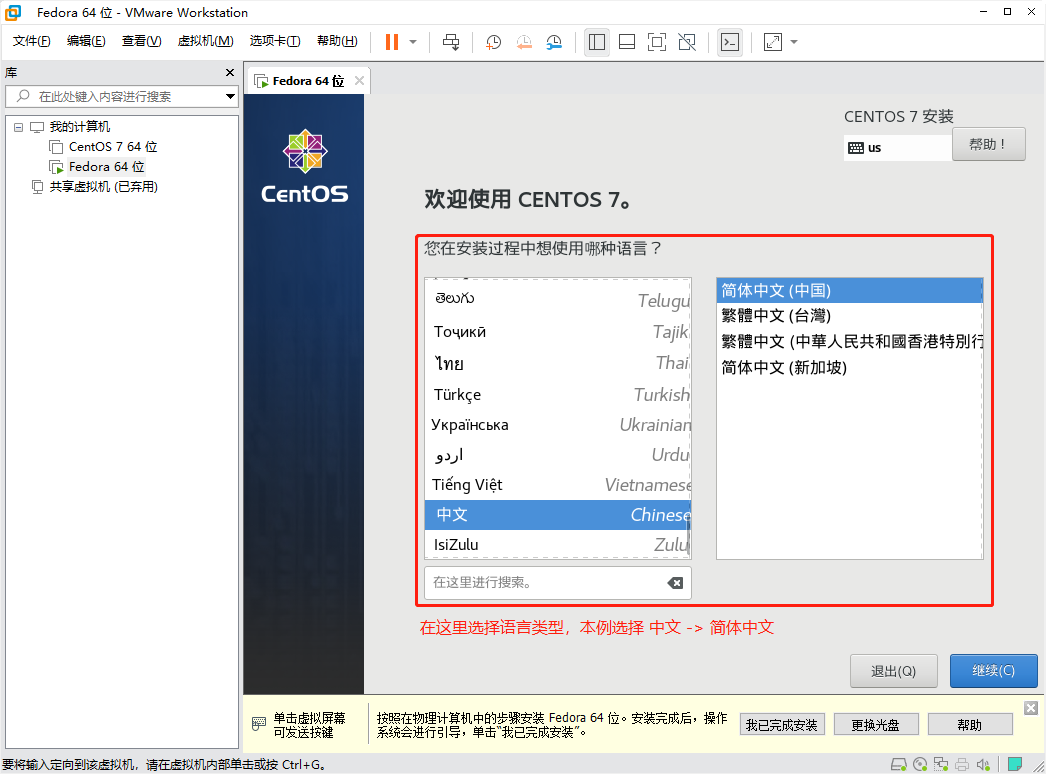 Fedora 64 位 - VMware Workstation
文件(F) 编辑(E) 查看(V) 虚拟机(M) 选项卡(T) 帮助(H)
库
在此处键入内容进行搜索
我的计算机
CentOS 7 64 位
Fedora 64 位
共享虚拟机 (已弃用)
Fedora 64 位
CentOS
CENTOS 7 安装
us
帮助！
欢迎使用 CENTOS 7。
您在安装过程中想使用哪种语言？
తెలుగు Telugu
Тоҷикӣ Tajik
ไทย Thai
Türkçe Turkish
Українська Ukrainian
اردو Urdu
Tiếng Việt Vietnamese
中文 Chinese
IsiZulu Zulu
在这里进行搜索。
简体中文 (中国)
繁體中文 (台灣)
繁體中文 (中華人民共和國香港特別行
简体中文 (新加坡)
在这里选择语言类型，本例选择 中文 -> 简体中文
退出(Q)
继续(C)
单击虚拟屏幕
可发送按键
按照在物理计算机中的步骤安装 Fedora 64 位。安装完成后，操作
系统会进行引导，单击“我已完成安装”。
我已完成安装
更换光盘
帮助
要将输入定向到该虚拟机，请在虚拟机内部单击或按 Ctrl+G。